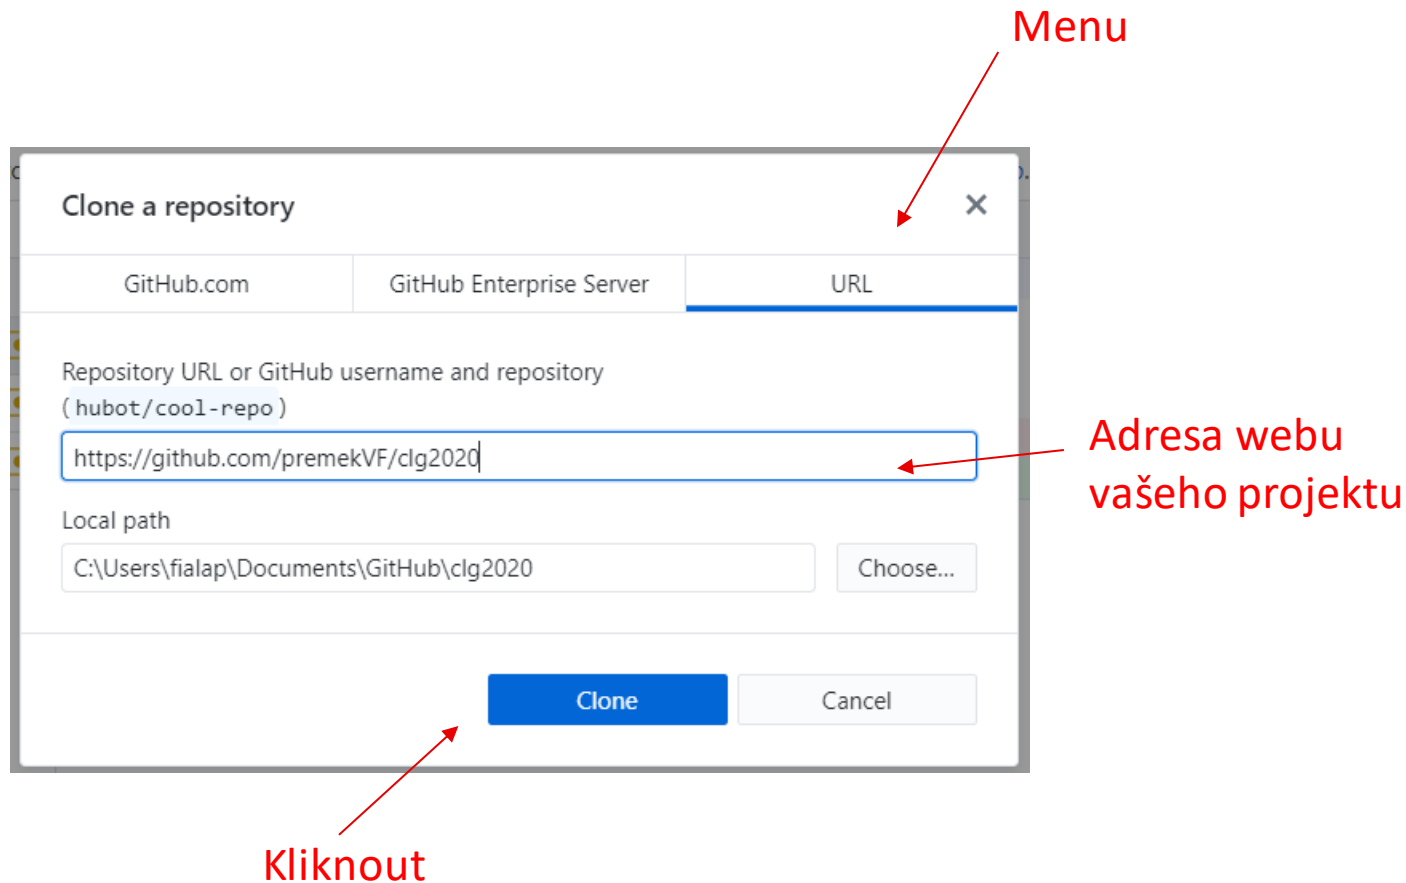 Menu
Clone a repository
GitHub.com
GitHub Enterprise Server
URL
Repository URL or GitHub username and repository
(hubot/cool-repo)
https://github.com/premekVF/clg2020
Adresa webu
vašeho projektu
Local path
C:\Users\fialap\Documents\GitHub\clg2020
Choose...
Clone
Cancel
Kliknout